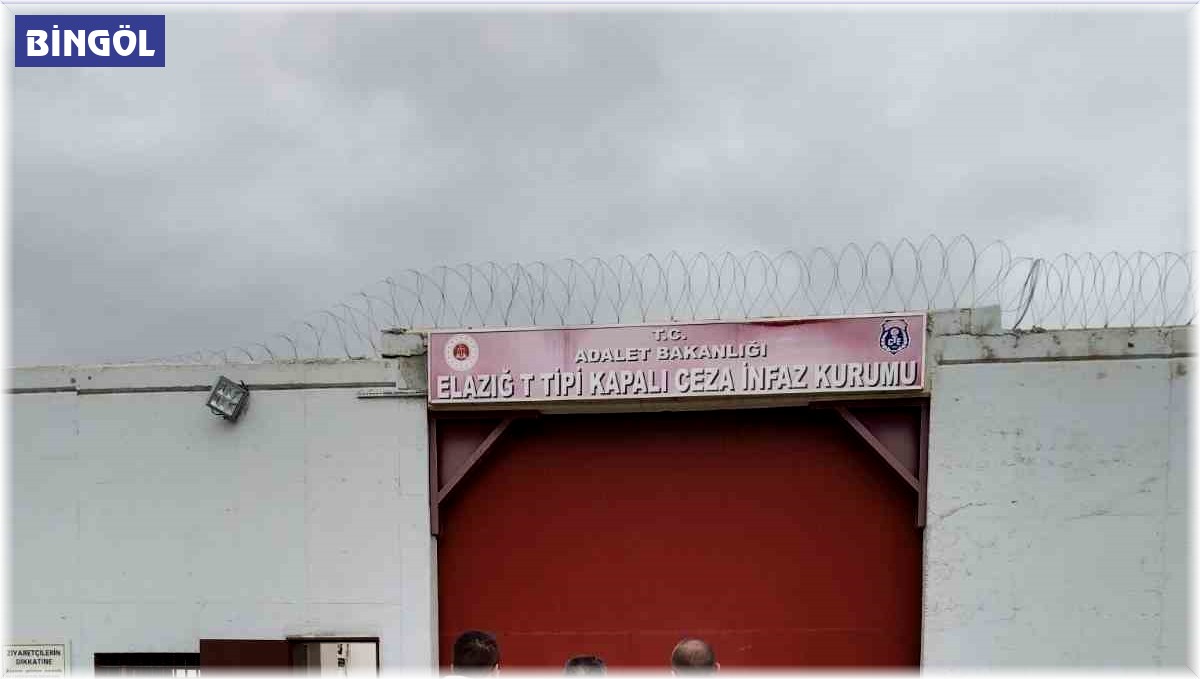 BİNGÖL
T.C.
ADALET BAKANLIĞI
ELAZIĞ T TİPİ KAPALI CEZA İNFAZ KURUMU
ZİYARETÇİLERİN
DİKKATİNE